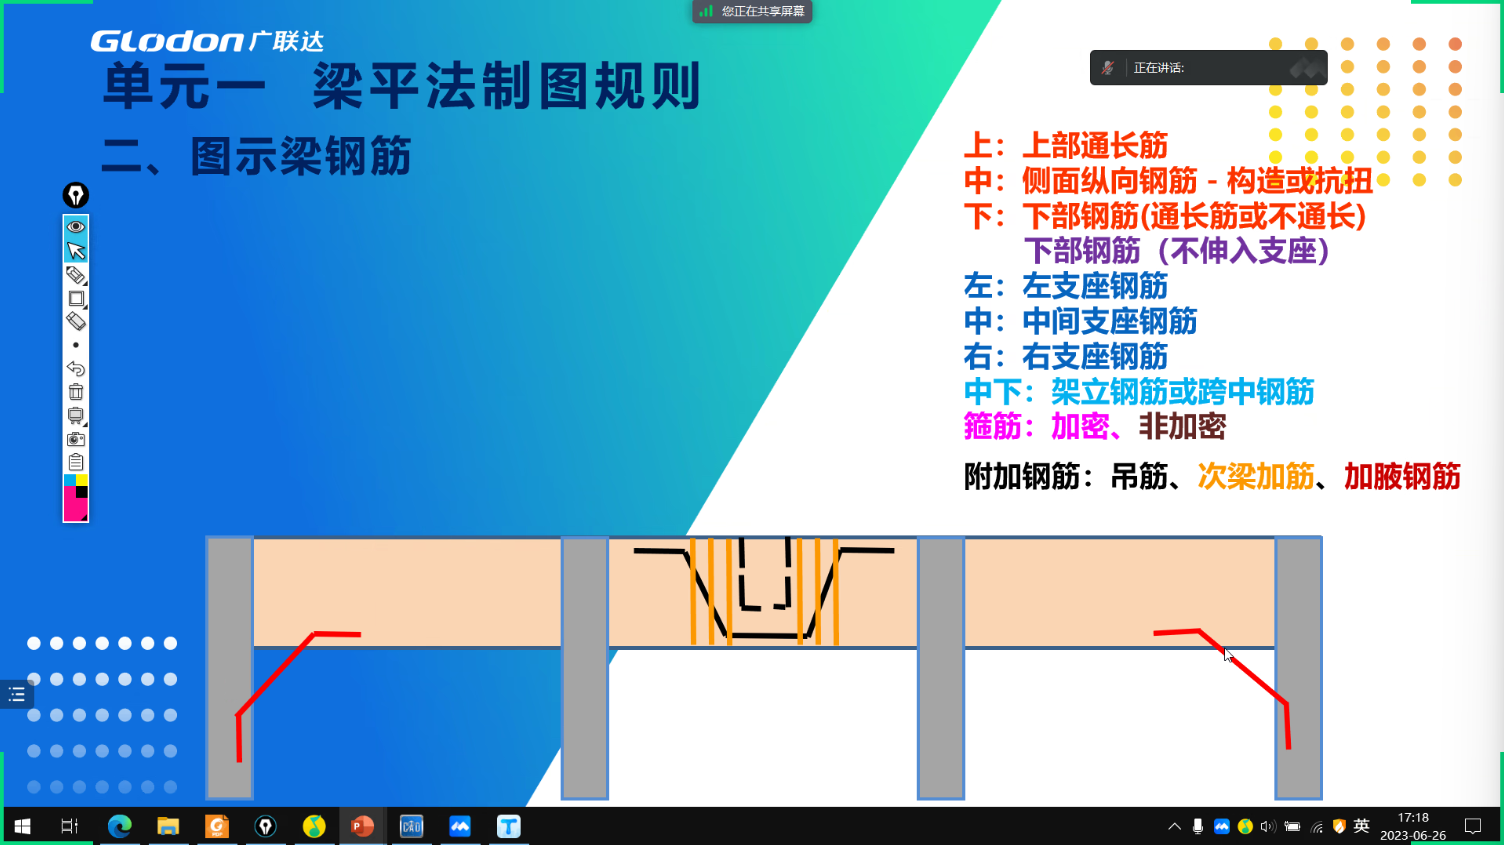 您正在共享屏幕
GLODON广联达
单元一 梁平法制图规则
正在讲话:
二、图示梁钢筋
上：上部通长筋
中：侧面纵向钢筋－构造或抗扭
下：下部钢筋(通长筋或不通长)
下部钢筋（不伸入支座）
左：左支座钢筋
中：中间支座钢筋
右：右支座钢筋
中下：架立钢筋或跨中钢筋
箍筋：加密、非加密
附加钢筋：吊筋、次梁加筋、加腋钢筋
CAD
英
17:18
2023-06-26